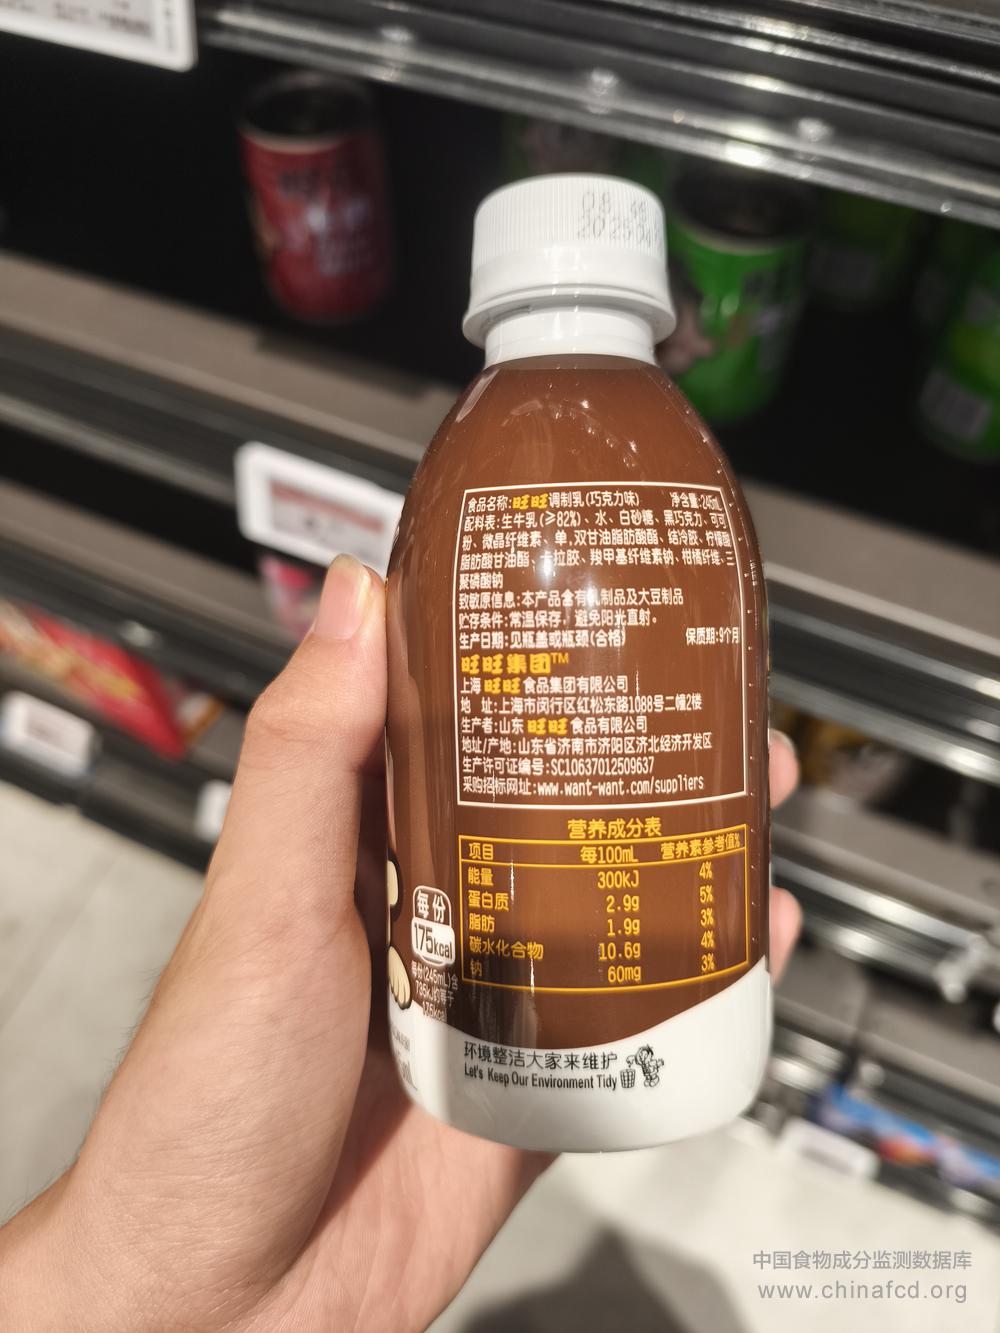 08 46
202504
食品名称:旺旺调制乳(巧克力味) 净含量:245mL
配料表:生牛乳(≥82%)、水、白砂糖、黑巧克力、可可
粉、微晶纤维素、单,双甘油脂肪酸酯、结冷胶、柠檬酸
脂肪酸甘油酯、卡拉胶、羧甲基纤维素钠、柑橘纤维、三
聚磷酸钠
致敏原信息:本产品含有乳制品及大豆制品
贮存条件:常温保存,避免阳光直射。
生产日期:见瓶盖或瓶颈(合格) 保质期:9个月
旺旺集团™
上海旺旺食品集团有限公司
地 址:上海市闵行区红松东路1088号二幢2楼
生产者:山东旺旺食品有限公司
地址/产地:山东省济南市济阳区济北经济开发区
生产许可证编号:SC10637012509637
采购招标网址:www.want-want.com/suppliers
营养成分表
项目 每100mL 营养素参考值%
能量 300kJ 4%
蛋白质 2.9g 5%
脂肪 1.9g 3%
碳水化合物 10.6g 4%
钠 60mg 3%
每份
175kcal
每份(245mL)含
735kJ约等于
175kcal
环境整洁大家来维护
Let's Keep Our Environment Tidy
中国食物成分监测数据库
www.chinafcd.org